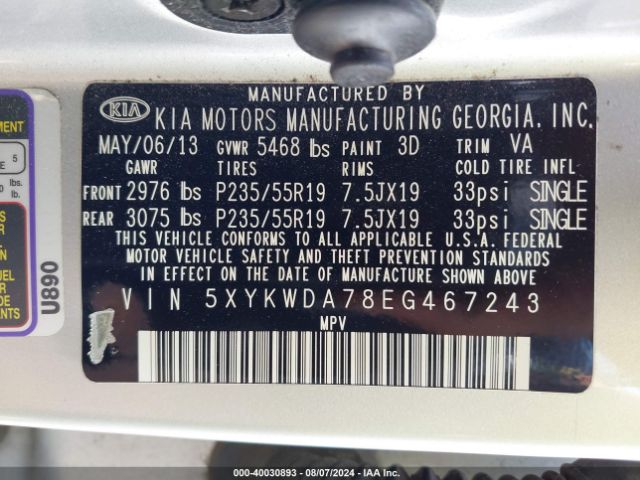 MANUFACTURED BY
KIA KIA MOTORS MANUFACTURING GEORGIA, INC.
MAY/06/13 GVWR 5468 lbs PAINT 3D TRIM VA
GAWR TIRES RIMS COLD TIRE INFL
FRONT 2976 lbs P235/55R19 7.5JX19 33psi SINGLE
REAR 3075 lbs P235/55R19 7.5JX19 33psi SINGLE
THIS VEHICLE CONFORMS TO ALL APPLICABLE U.S.A. FEDERAL
MOTOR VEHICLE SAFETY AND THEFT PREVENTION STANDARDS
IN EFFECT ON THE DATE OF MANUFACTURE SHOWN ABOVE.
VIN 5XYKWDA78EG467243
MPV
5
lbs.
U890
000-40030893 - 08/07/2024 - IAA Inc.